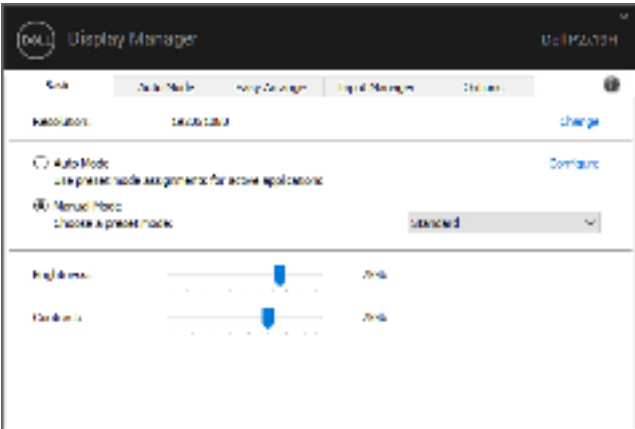 DELL Display Manager
Auto Mode Easy Arrange Input Manager Options
Resolution: Change
Auto Mode Configure
Use preset mode assignments for active applications
Manual Mode
Choose a preset mode: Standard
Brightness:
Contrast: